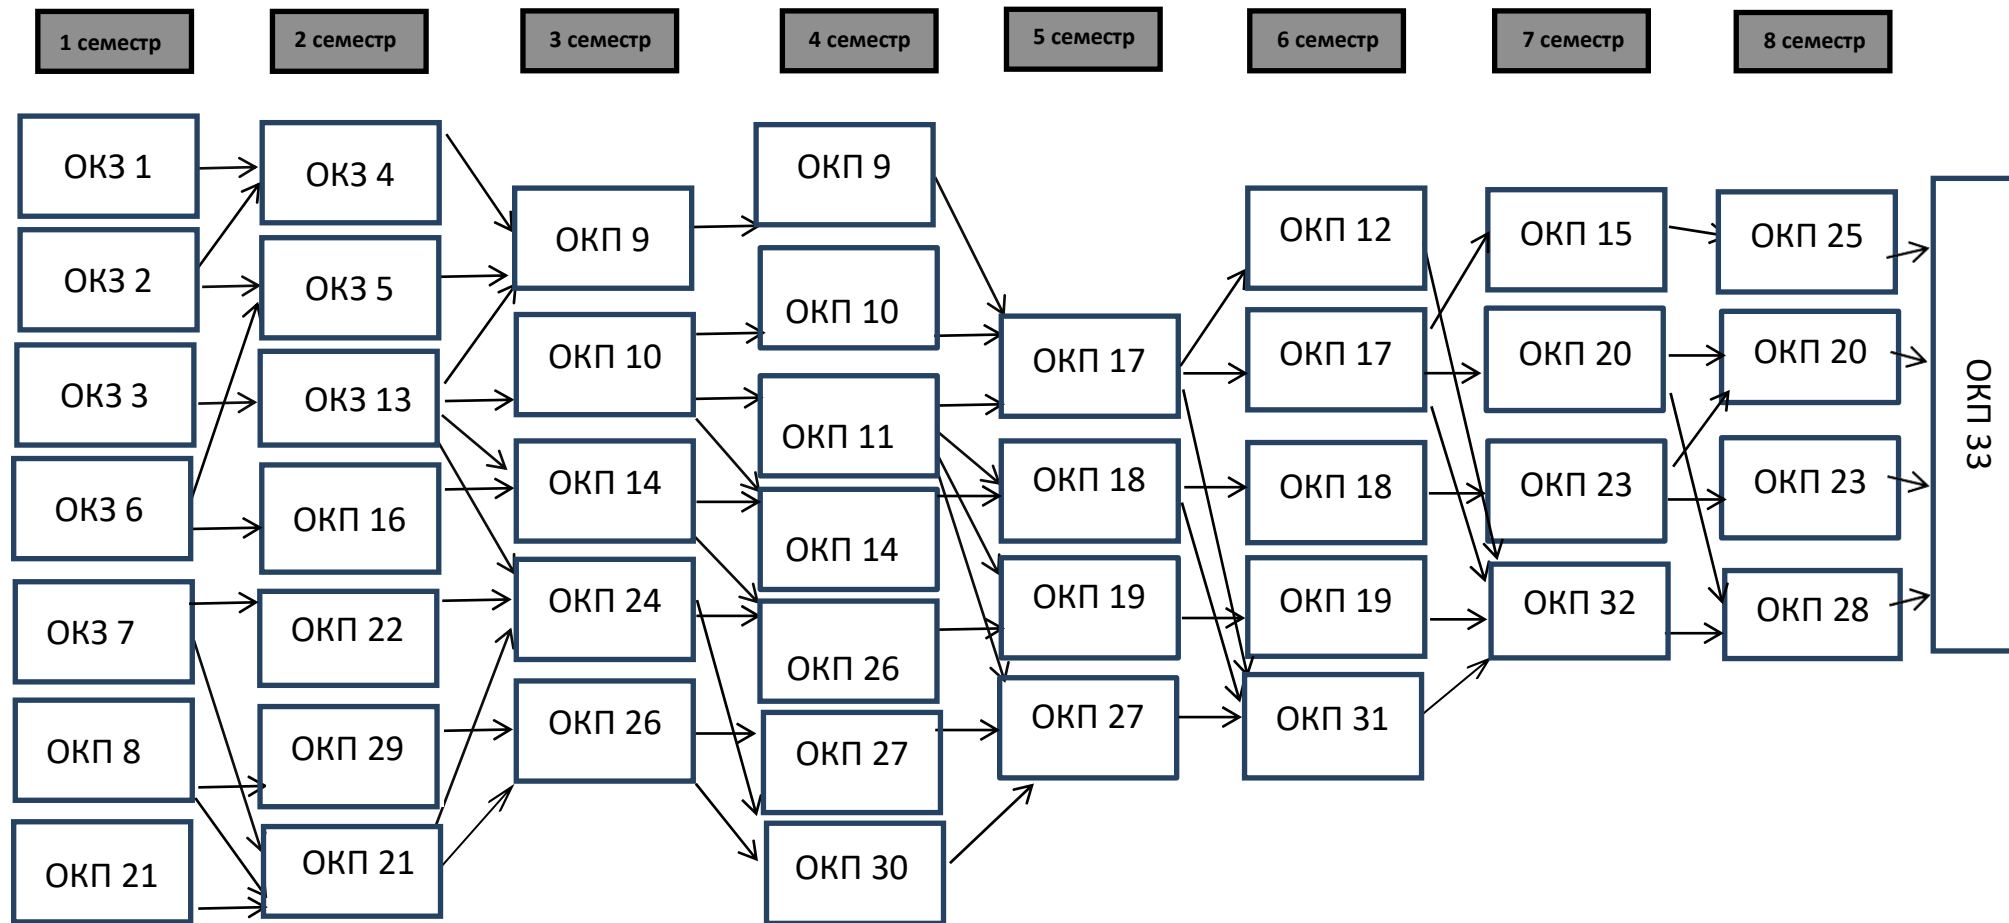 1 семестр
2 семестр
3 семестр
4 семестр
5 семестр
6 семестр
7 семестр
8 семестр
ОКЗ 1
ОКЗ 2
ОКЗ 3
ОКЗ 6
ОКЗ 7
ОКП 8
ОКП 21
ОКЗ 4
ОКЗ 5
ОКЗ 13
ОКП 16
ОКП 22
ОКП 29
ОКП 21
ОКП 9
ОКП 10
ОКП 14
ОКП 24
ОКП 26
ОКП 9
ОКП 10
ОКП 11
ОКП 14
ОКП 26
ОКП 27
ОКП 30
ОКП 17
ОКП 18
ОКП 19
ОКП 27
ОКП 12
ОКП 17
ОКП 18
ОКП 19
ОКП 31
ОКП 15
ОКП 20
ОКП 23
ОКП 32
ОКП 25
ОКП 20
ОКП 23
ОКП 28
ОКП 33